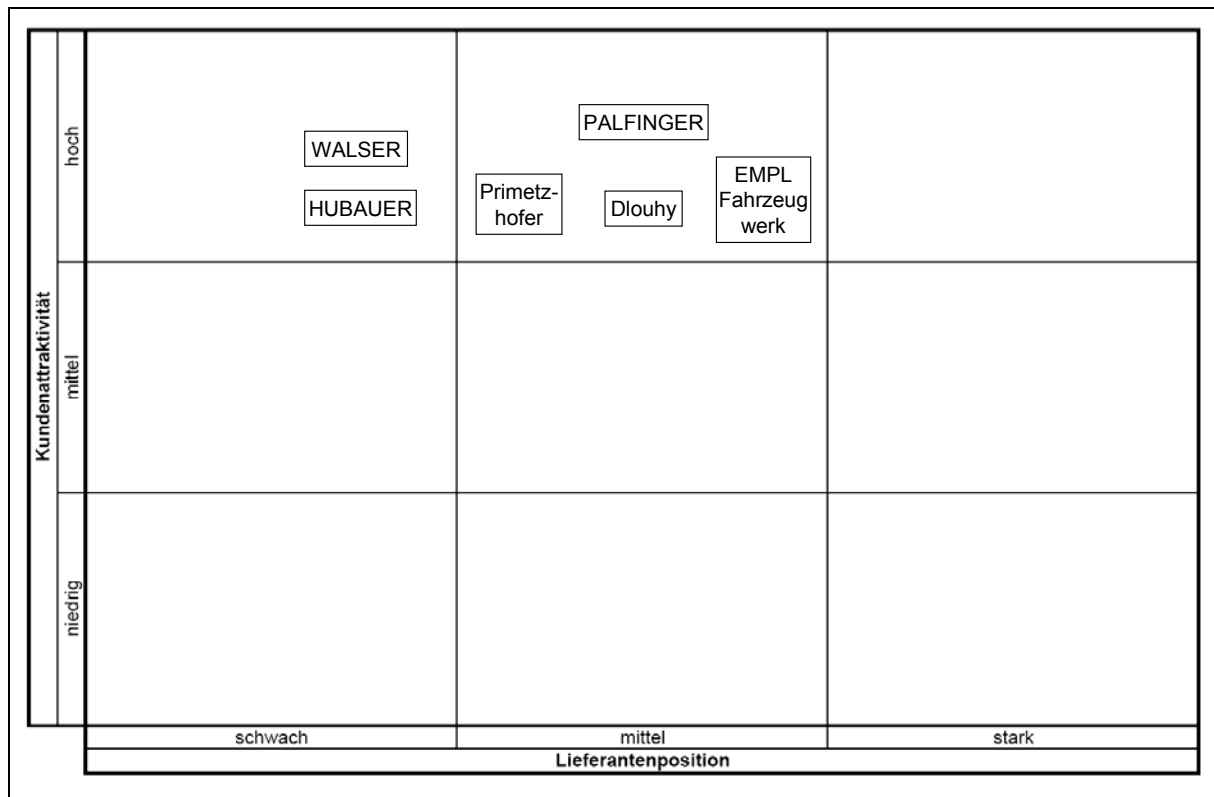 Kundenattraktivität
hoch
mittel
niedrig
PALFINGER
WALSER
HUBAUER
Primetz-
hofer
Dlouhy
EMPL
Fahrzeug
werk
schwach
mittel
stark
Lieferantenposition